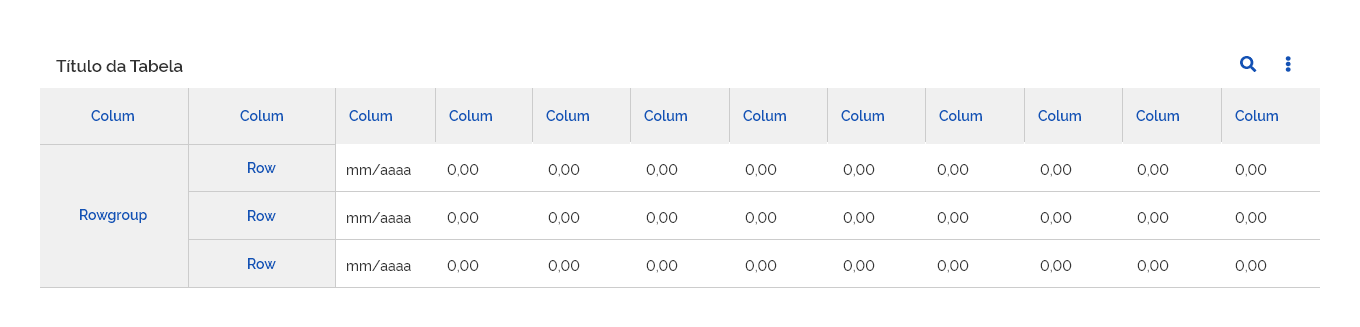 Título da Tabela
Colum Colum Colum Colum Colum Colum Colum Colum Colum Colum Colum Colum
Row mm/aaaa 0,00 0,00 0,00 0,00 0,00 0,00 0,00 0,00 0,00
Rowgroup Row mm/aaaa 0,00 0,00 0,00 0,00 0,00 0,00 0,00 0,00 0,00
Row mm/aaaa 0,00 0,00 0,00 0,00 0,00 0,00 0,00 0,00 0,00